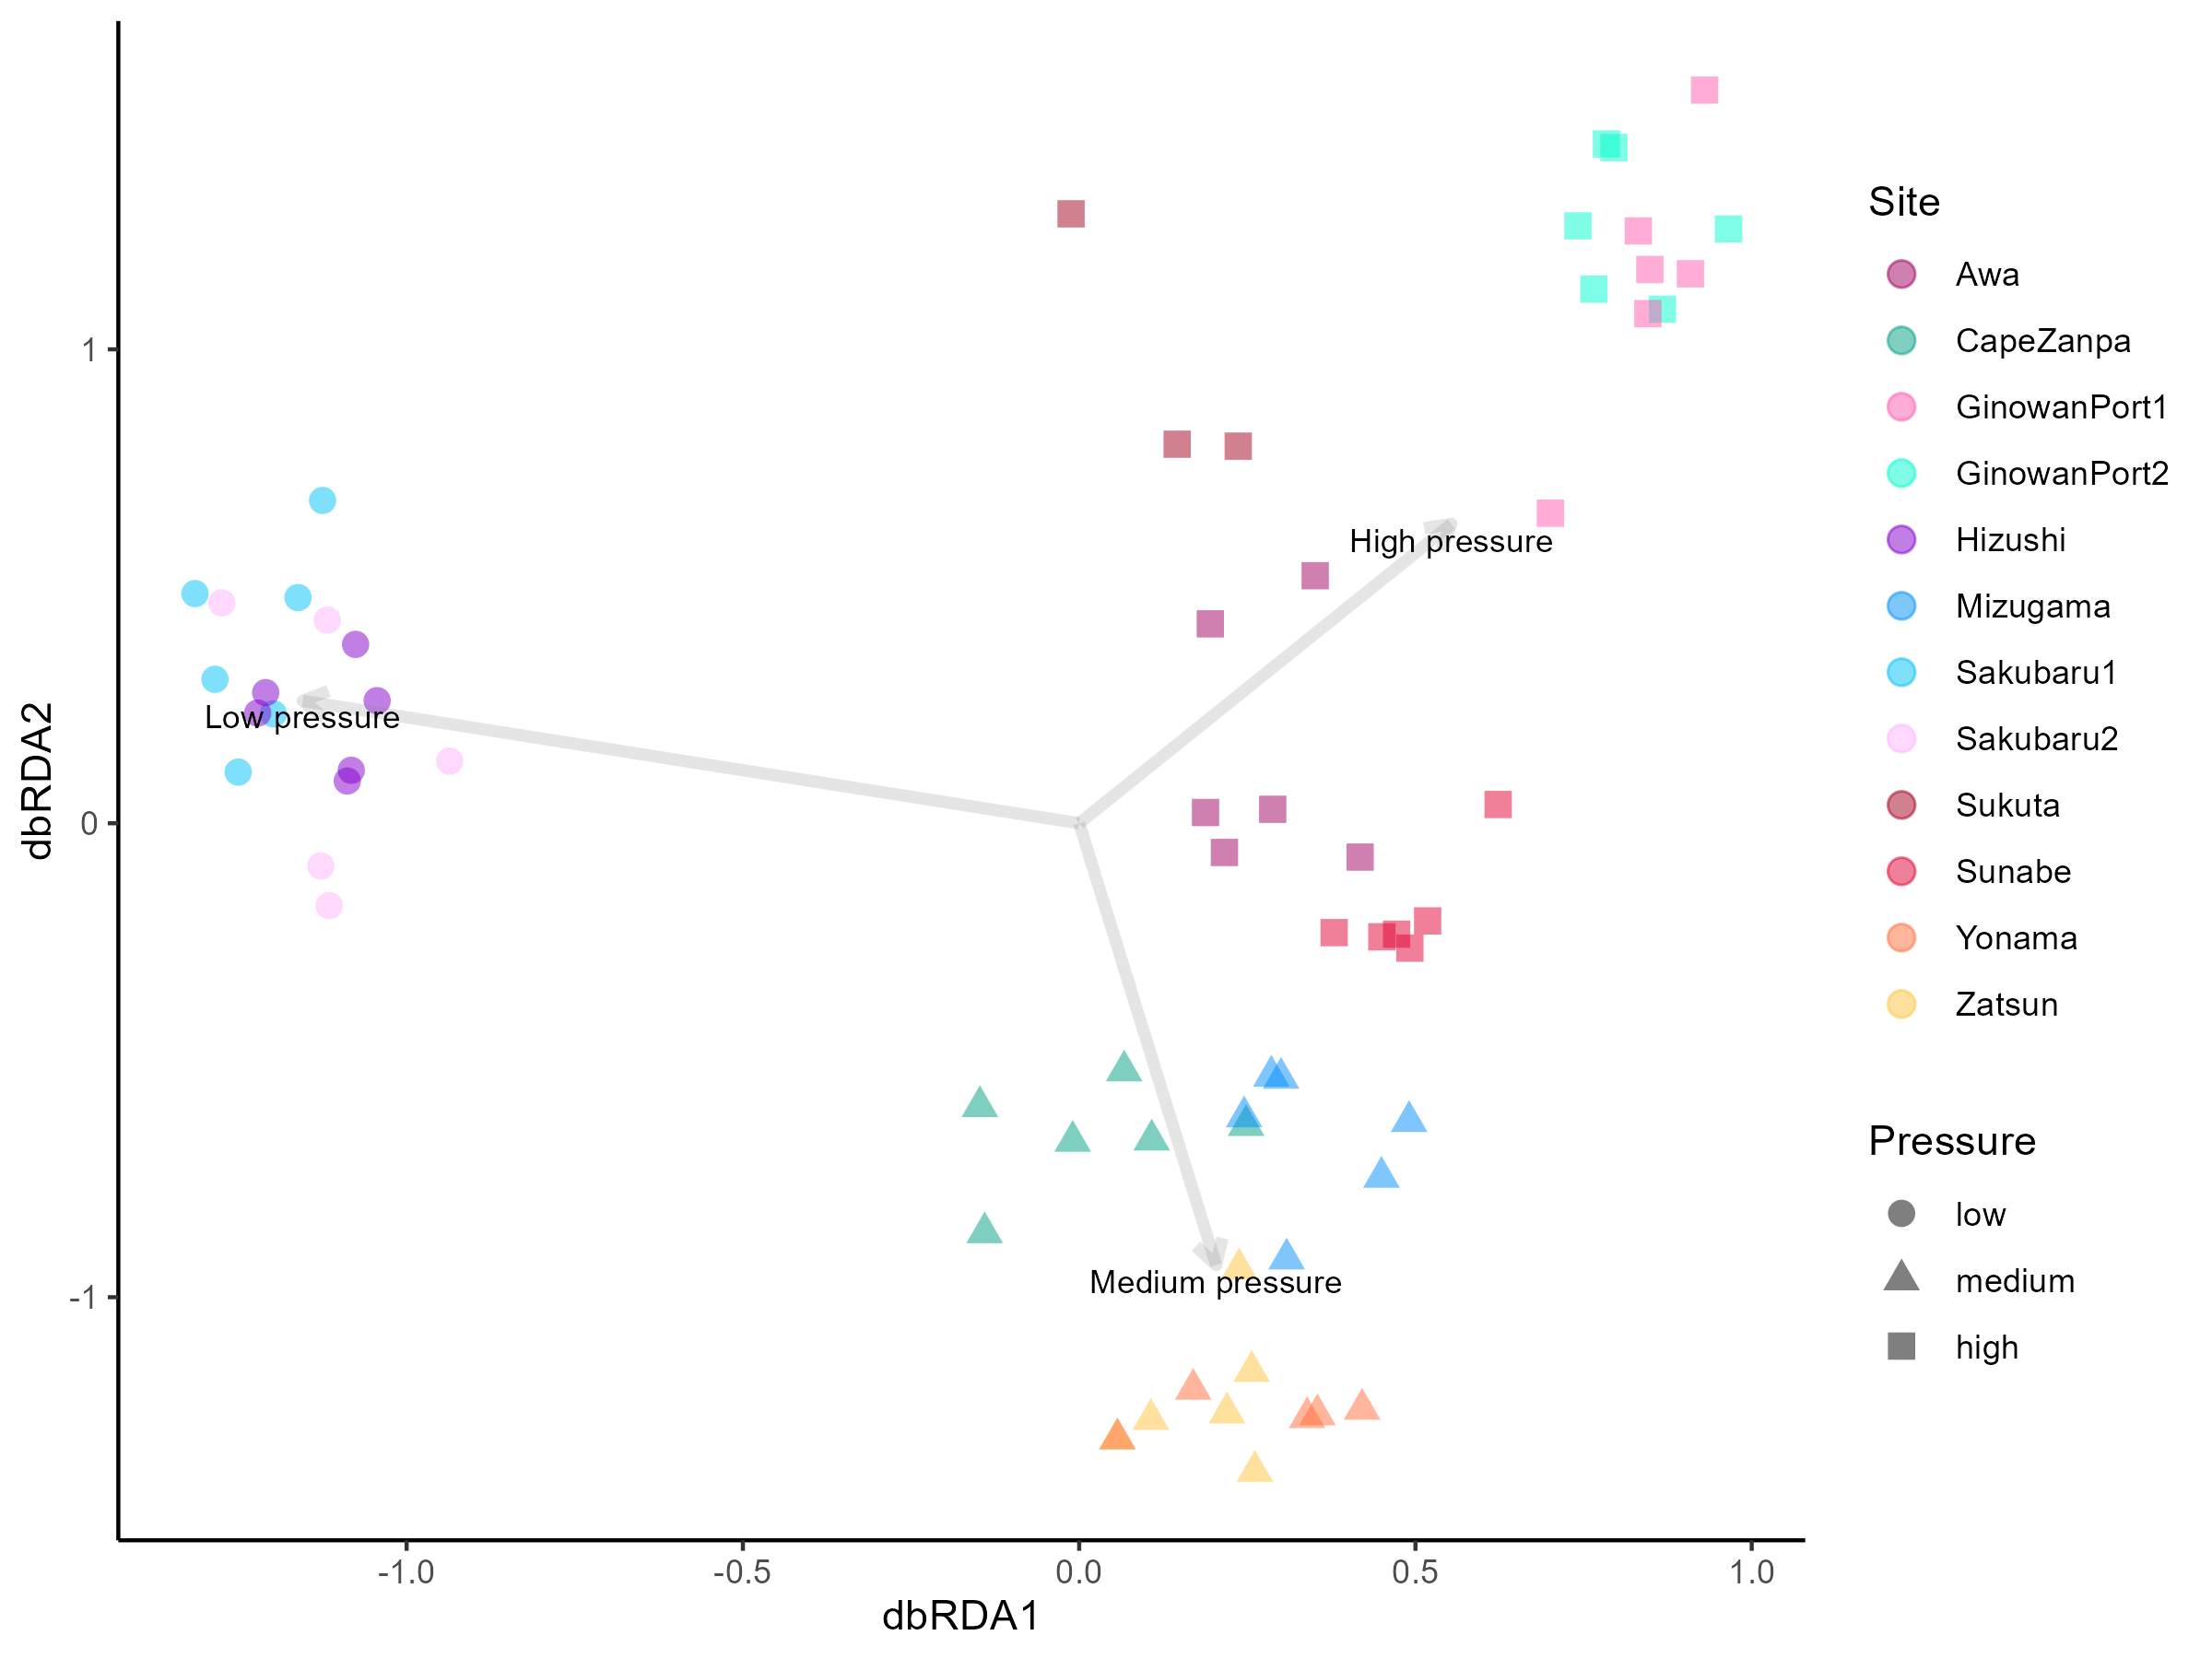 dbRDA2
1
0
-1
High pressure
Low pressure
Medium pressure
-1.0
-0.5
0.0
0.5
1.0
dbRDA1
Site
Awa
CapeZanpa
GinowanPort1
GinowanPort2
Hizushi
Mizugama
Sakubaru1
Sakubaru2
Sukuta
Sunabe
Yonama
Zatsun
Pressure
low
medium
high